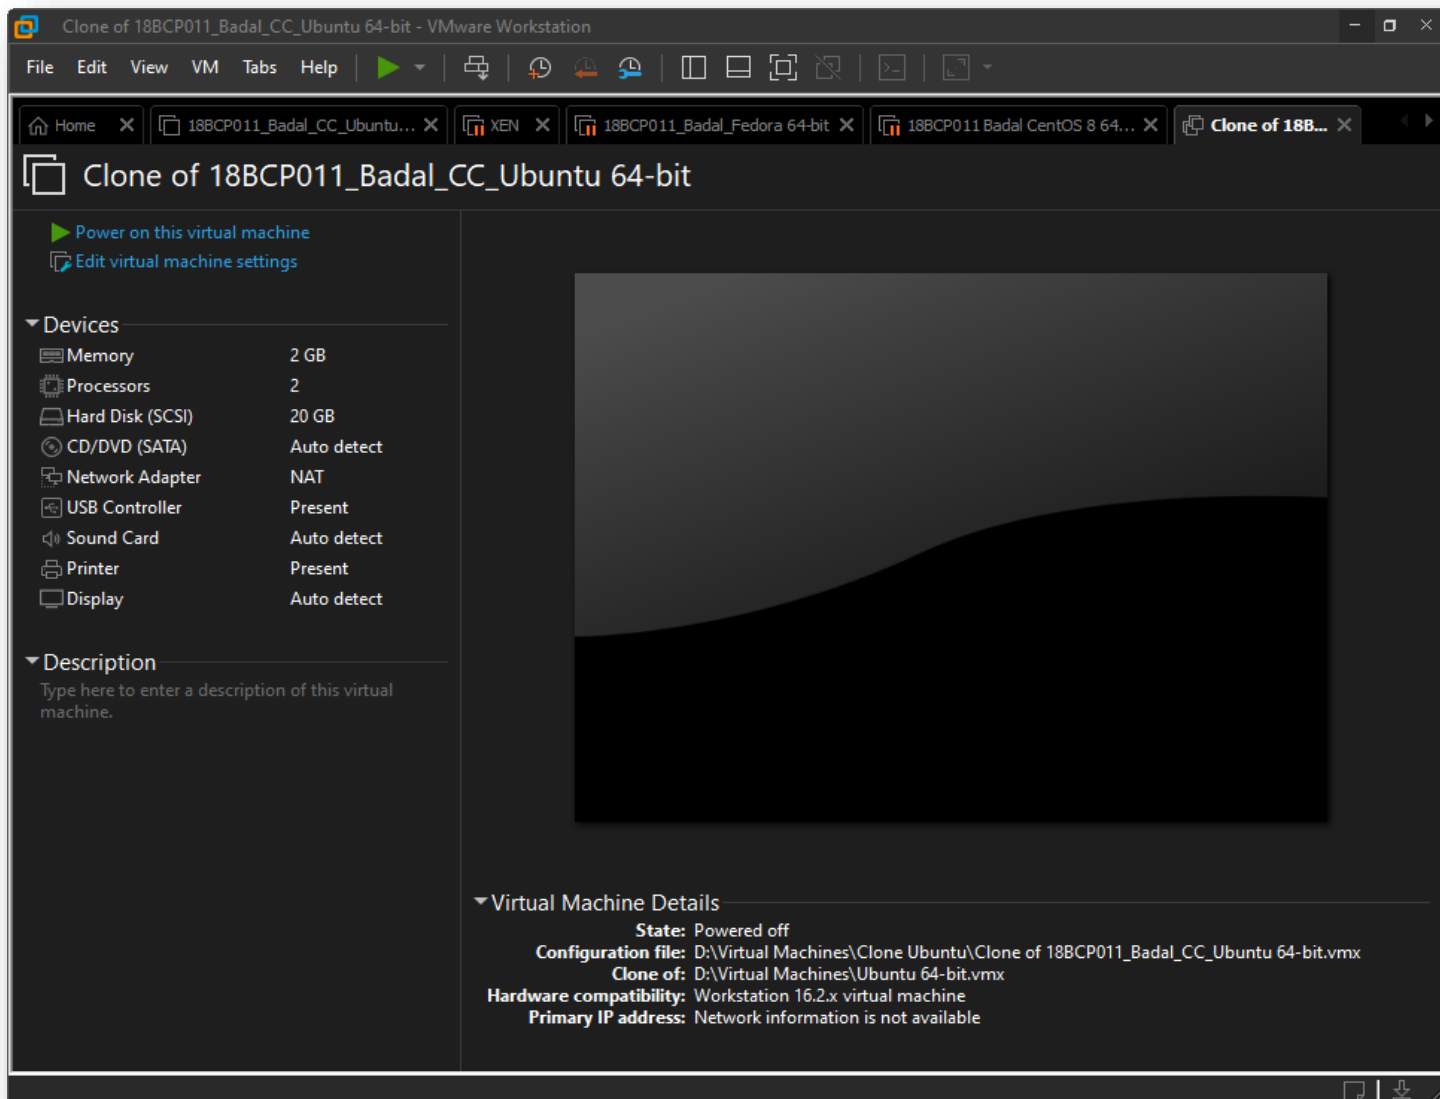 Clone of 18BCP011_Badal_CC_Ubuntu 64-bit - VMware Workstation
File Edit View VM Tabs Help
Home 18BCP011_Badal_CC_Ubuntu... XEN 18BCP011_Badal_Fedora 64-bit 18BCP011 Badal CentOS 8 64... Clone of 18B...
Clone of 18BCP011_Badal_CC_Ubuntu 64-bit
Power on this virtual machine
Edit virtual machine settings
Devices
Memory 2 GB
Processors 2
Hard Disk (SCSI) 20 GB
CD/DVD (SATA) Auto detect
Network Adapter NAT
USB Controller Present
Sound Card Auto detect
Printer Present
Display Auto detect
Description
Type here to enter a description of this virtual
machine.
Virtual Machine Details
State: Powered off
Configuration file: D:\Virtual Machines\Clone Ubuntu\Clone of 18BCP011_Badal_CC_Ubuntu 64-bit.vmx
Clone of: D:\Virtual Machines\Ubuntu 64-bit.vmx
Hardware compatibility: Workstation 16.2.x virtual machine
Primary IP address: Network information is not available